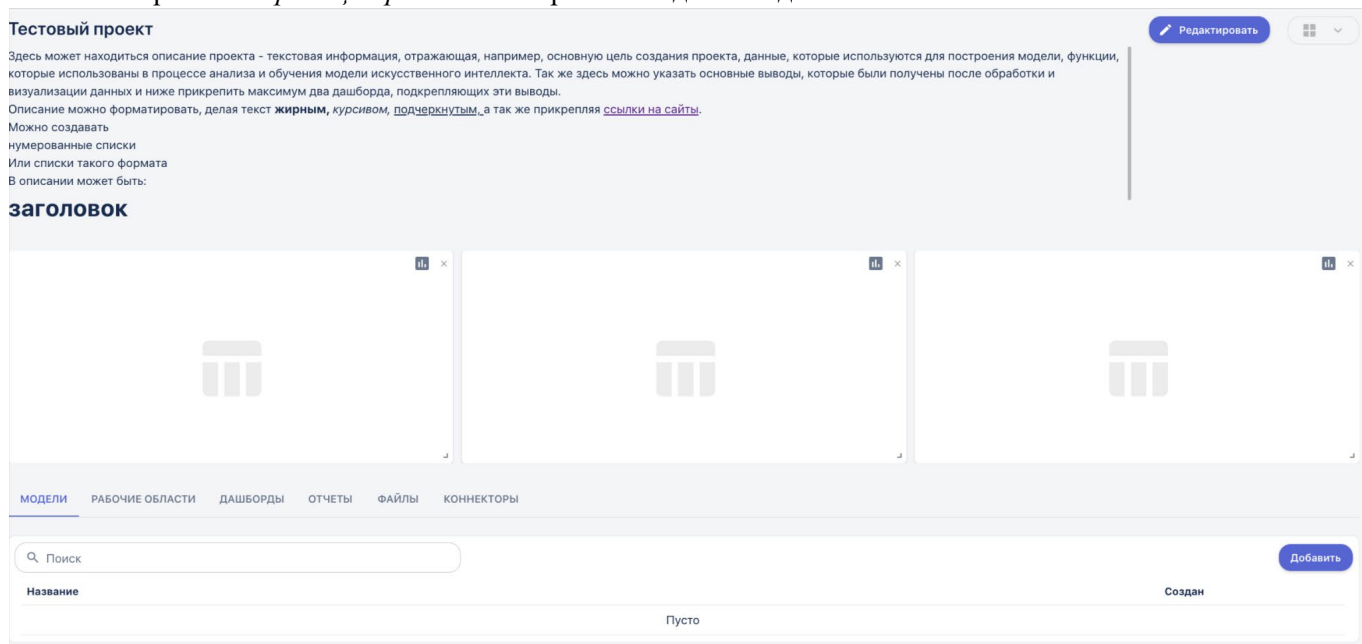 Тестовый проект
Редактировать
Здесь может находиться описание проекта - текстовая информация, отражающая, например, основную цель создания проекта, данные, которые используются для построения модели, функции,
которые использованы в процессе анализа и обучения модели искусственного интеллекта. Так же здесь можно указать основные выводы, которые были получены после обработки и
визуализации данных и ниже прикрепить максимум два дашборда, подкрепляющих эти выводы.
Описание можно форматировать, делая текст жирным, курсивом, подчеркнутым, а так же прикрепляя ссылки на сайты.
Можно создавать
нумерованные списки
Или списки такого формата
В описании может быть:
заголовок
МОДЕЛИ РАБОЧИЕ ОБЛАСТИ ДАШБОРДЫ ОТЧЕТЫ ФАЙЛЫ КОННЕКТОРЫ
Поиск
Добавить
Название Создан
Пусто